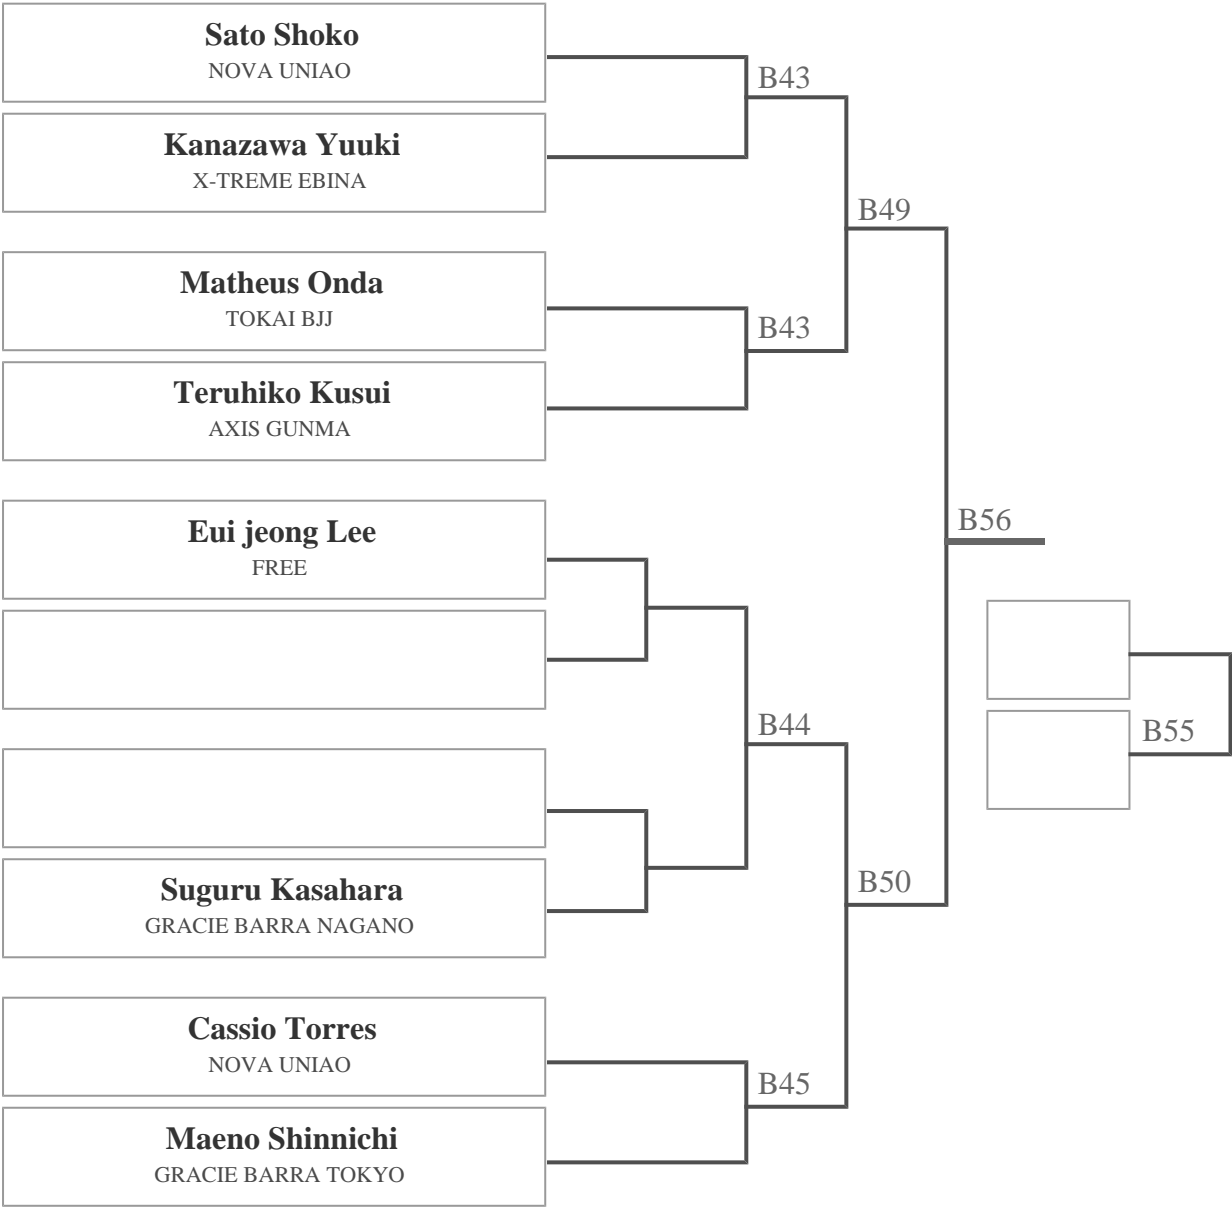 Sato Shoko
NOVA UNIAO
B43
Kanazawa Yuuki
X-TREME EBINA
B49
Matheus Onda
TOKAI BJJ
B43
Teruhiko Kusui
AXIS GUNMA
Eui jeong Lee
FREE
B56
B44
B55
Suguru Kasahara
GRACIE BARRA NAGANO
B50
Cassio Torres
NOVA UNIAO
B45
Maeno Shinnichi
GRACIE BARRA TOKYO